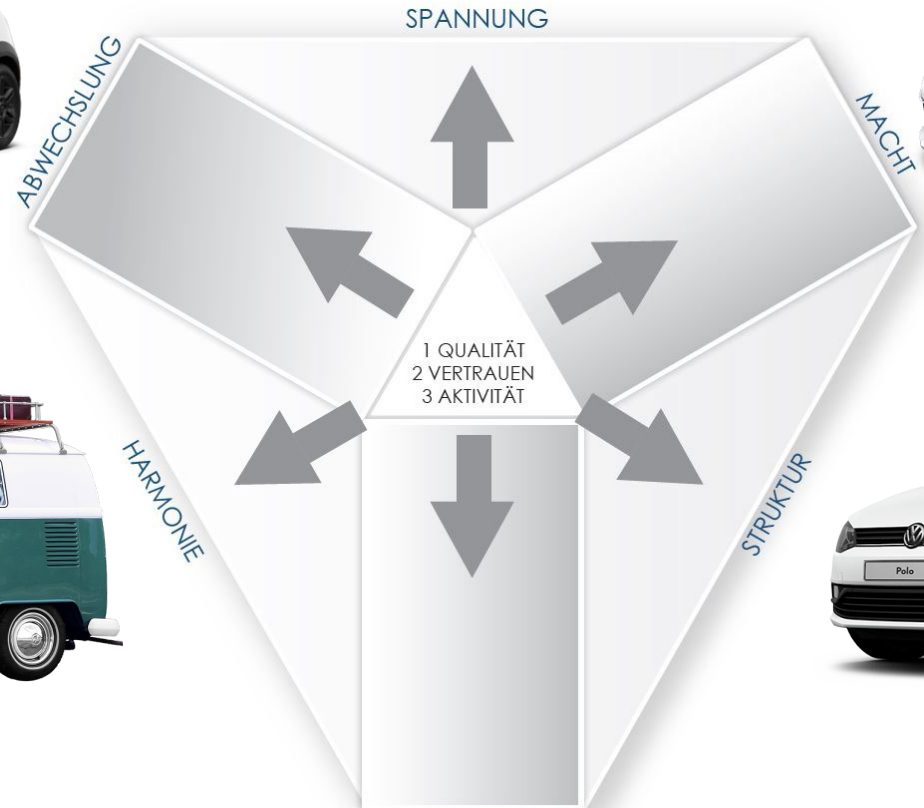 SPANNUNG
ABWECHSLUNG
MACHT
1 QUALITÄT
2 VERTRAUEN
3 AKTIVITÄT
HARMONIE
STRUKTUR
Polo